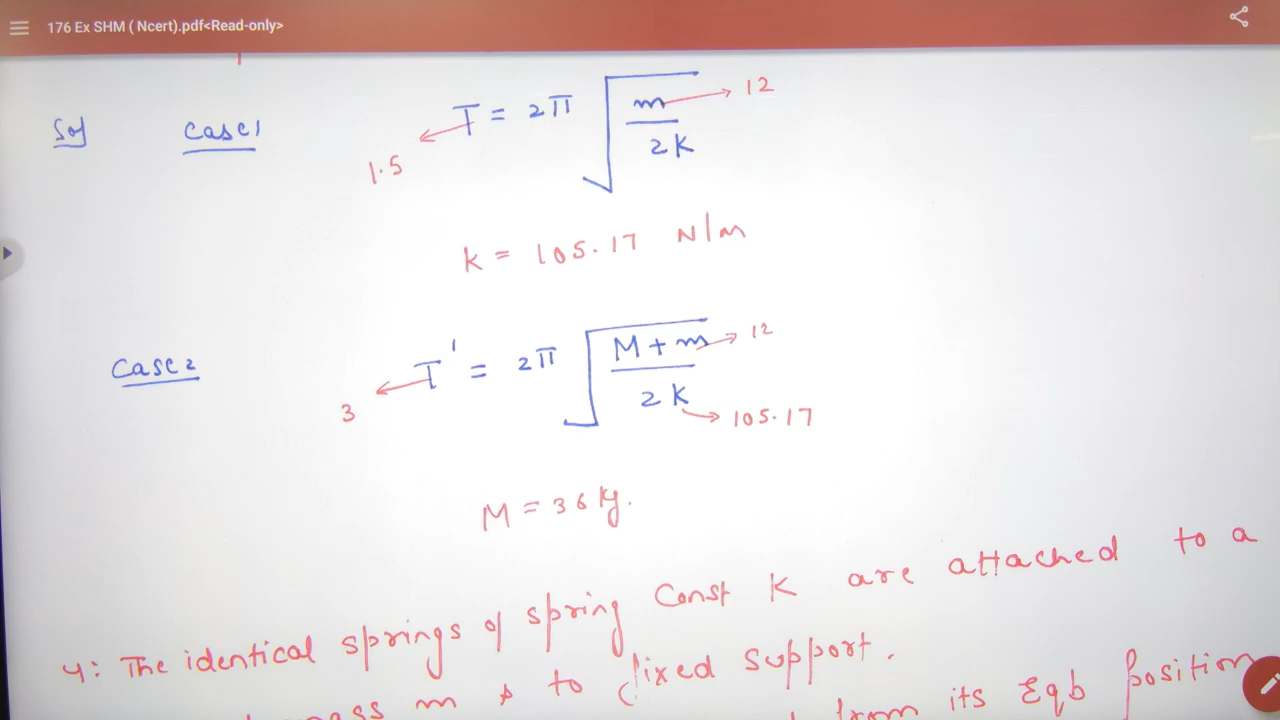 176 Ex SHM ( Ncert).pdf<Read-only>
Sol Case1 T = 2π √(m/2k) → 12
1.5
k = 105.17 N/m
Case2 T' = 2π √(M + m/2k) → 12
3
→ 105.17
M = 36 kg.
4: The identical springs of spring Const K are attached to a
mass m & to fixed support.
from its Eqb position